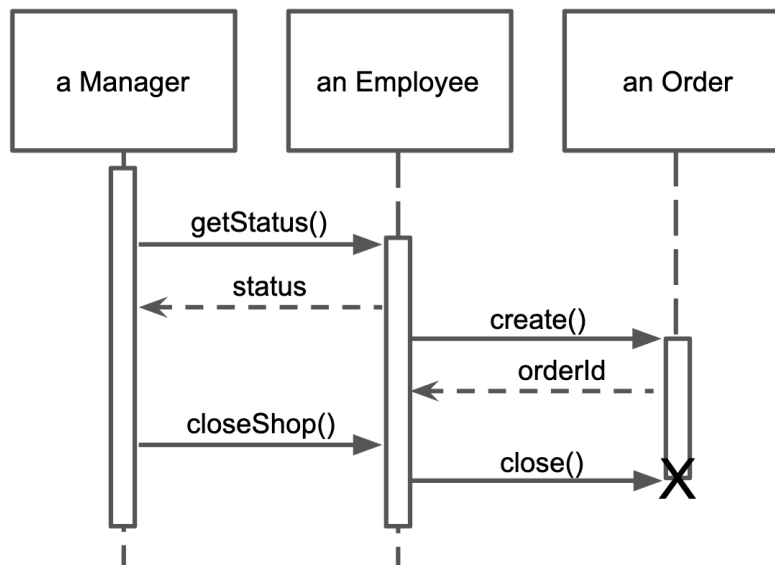 a Manager
an Employee
an Order
getStatus()
status
create()
orderId
closeShop()
close()